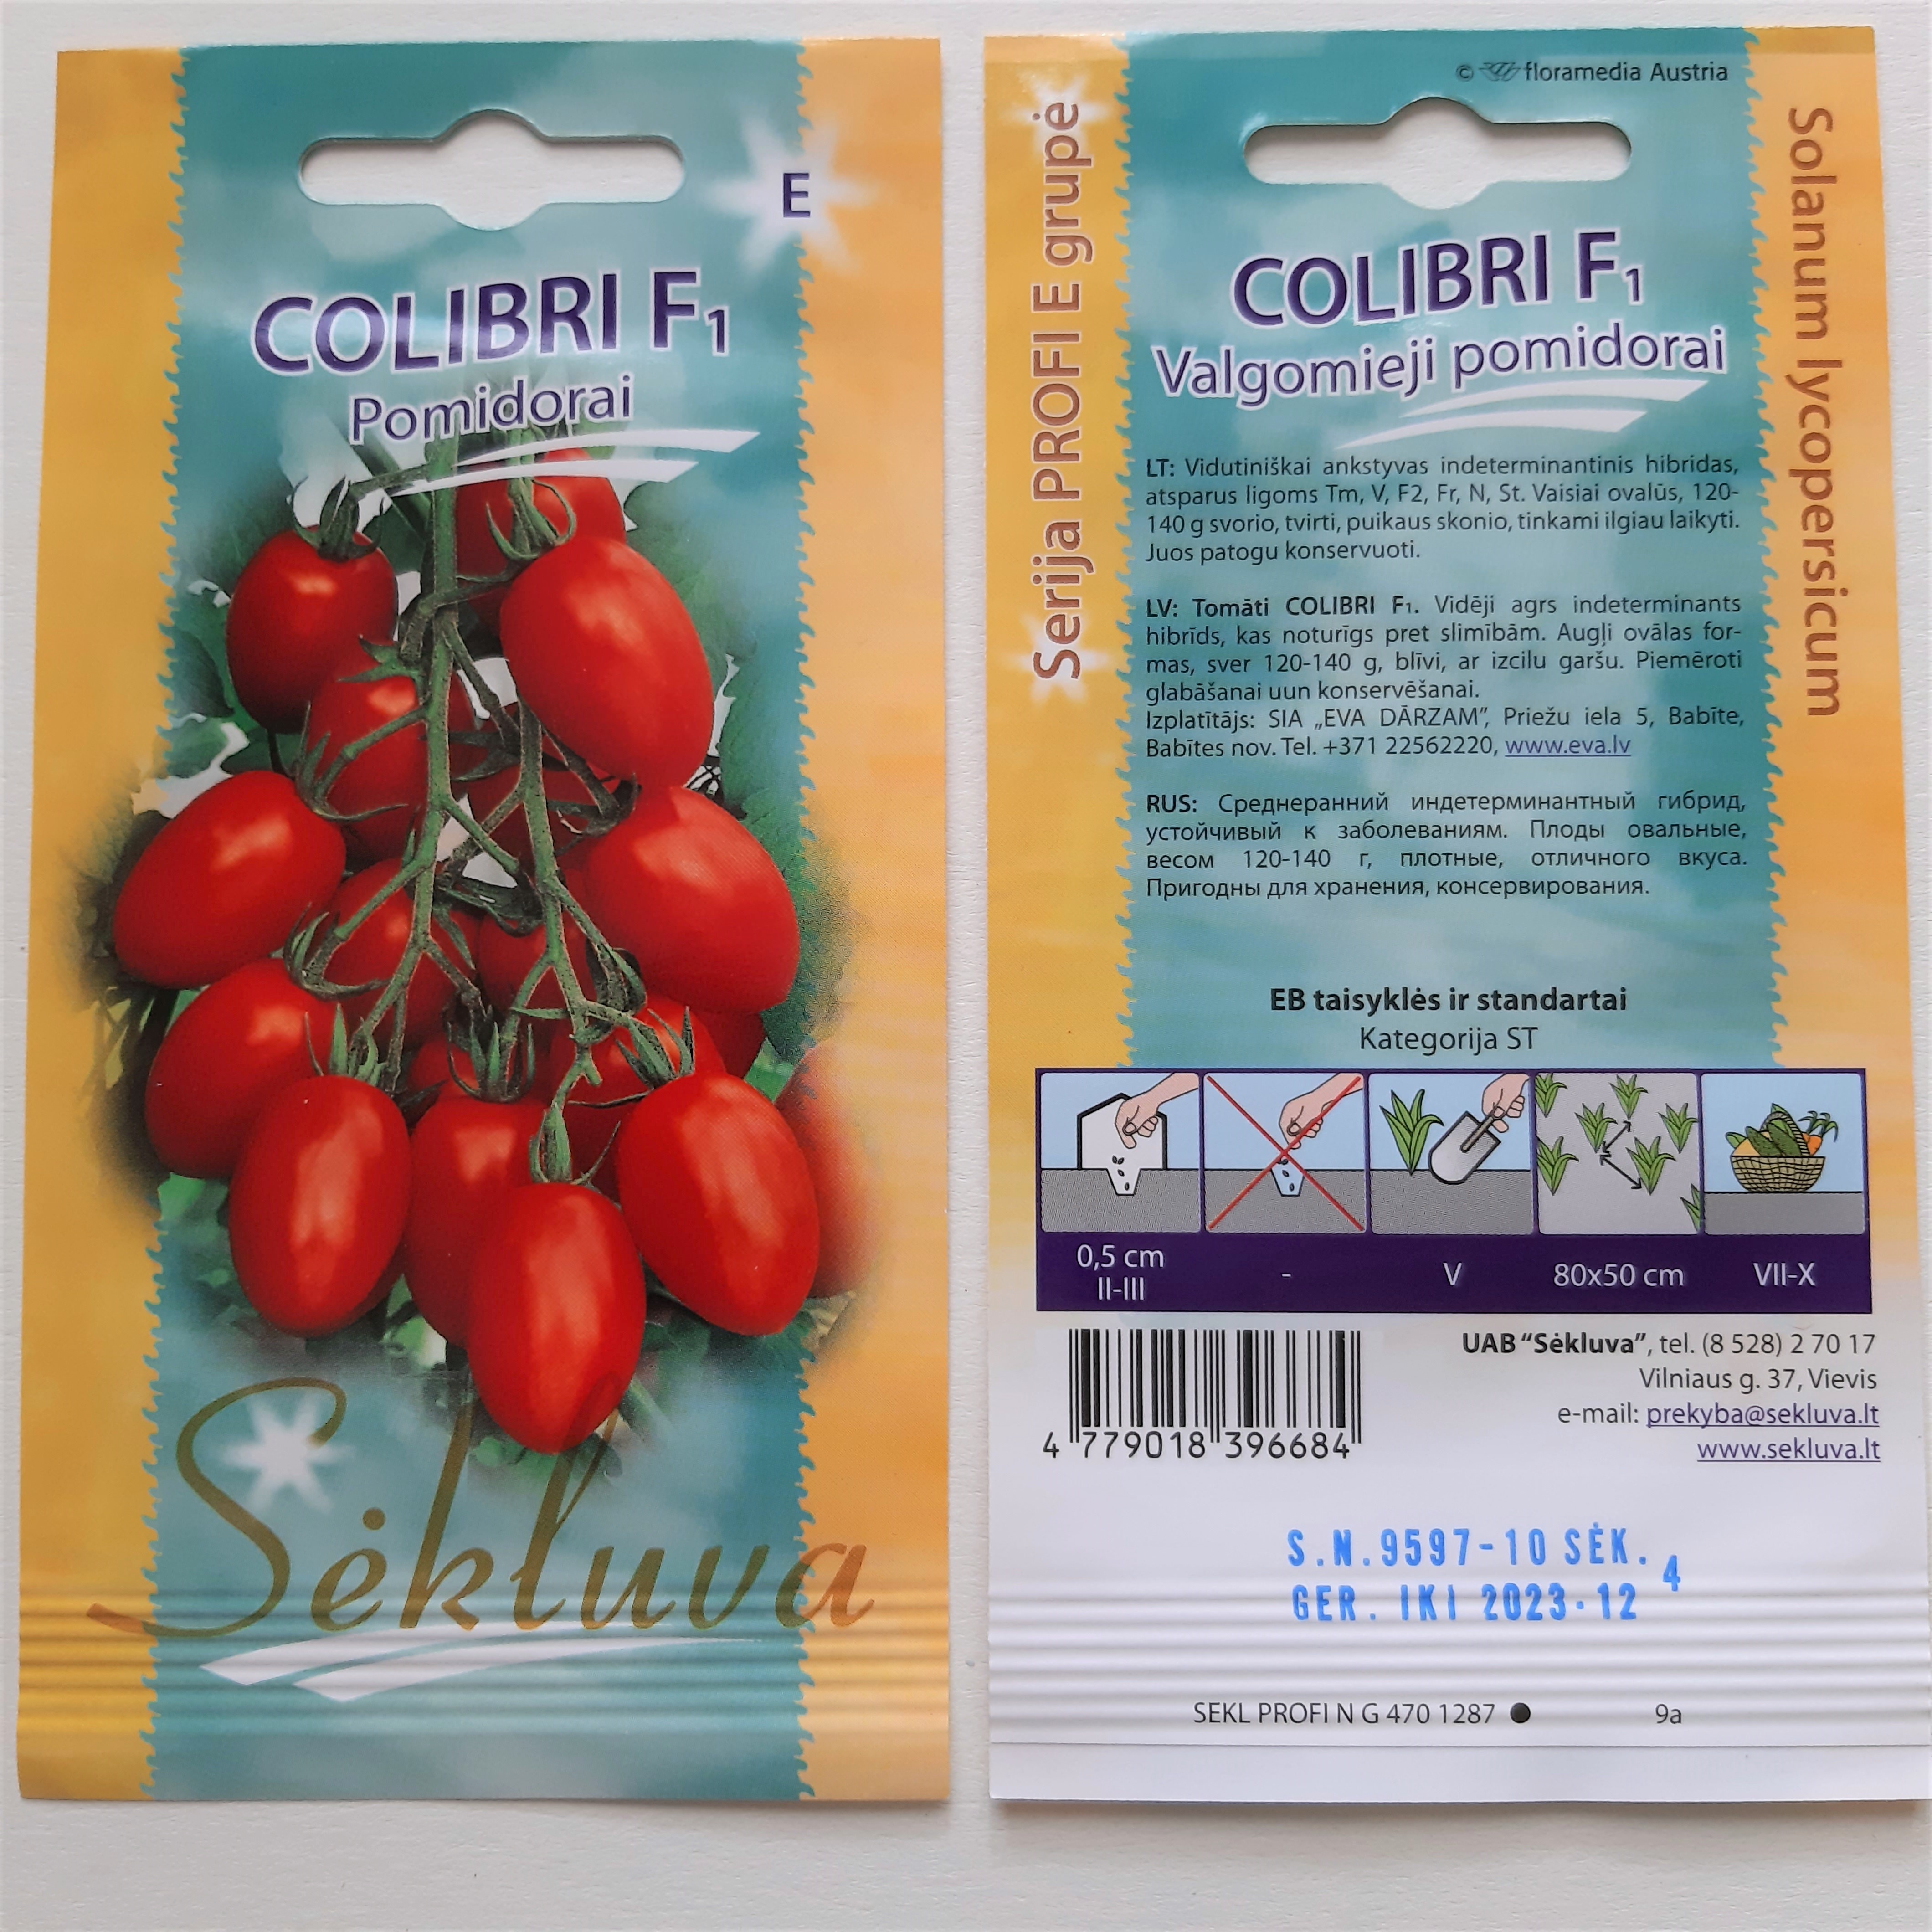 E
COLIBRI F1
Pomidorai
Sėkluva
© floramedia Austria
Serija PROFI E grupė
Solanum lycopersicum
COLIBRI F1
Valgomieji pomidorai
LT: Vidutiniškai ankstyvas indeterminantinis hibridas,
atsparus ligoms Tm, V, F2, Fr, N, St. Vaisiai ovalūs, 120-
140 g svorio, tvirti, puikaus skonio, tinkami ilgiau laikyti.
Juos patogu konservuoti.
LV: Tomāti COLIBRI F1. Vidēji agrs indeterminants
hibrīds, kas noturīgs pret slimībām. Augļi ovālas for-
mas, sver 120-140 g, blīvi, ar izcilu garšu. Piemēroti
glabāšanai uun konservēšanai.
Izplatītājs: SIA „EVA DĀRZAM”, Priežu iela 5, Babīte,
Babītes nov. Tel. +371 22562220, www.eva.lv
RUS: Среднеранний индетерминантный гибрид,
устойчивый к заболеваниям. Плоды овальные,
весом 120-140 г, плотные, отличного вкуса.
Пригодны для хранения, консервирования.
EB taisyklės ir standartai
Kategorija ST
0,5 cm
II-III
-
V
80x50 cm
VII-X
UAB “Sėkluva”, tel. (8 528) 2 70 17
Vilniaus g. 37, Vievis
e-mail: prekyba@sekluva.lt
www.sekluva.lt
4 779018 396684
S.N.9597-10 SĖK.
GER. IKI 2023.12 4
SEKL PROFI N G 470 1287 ● 9a